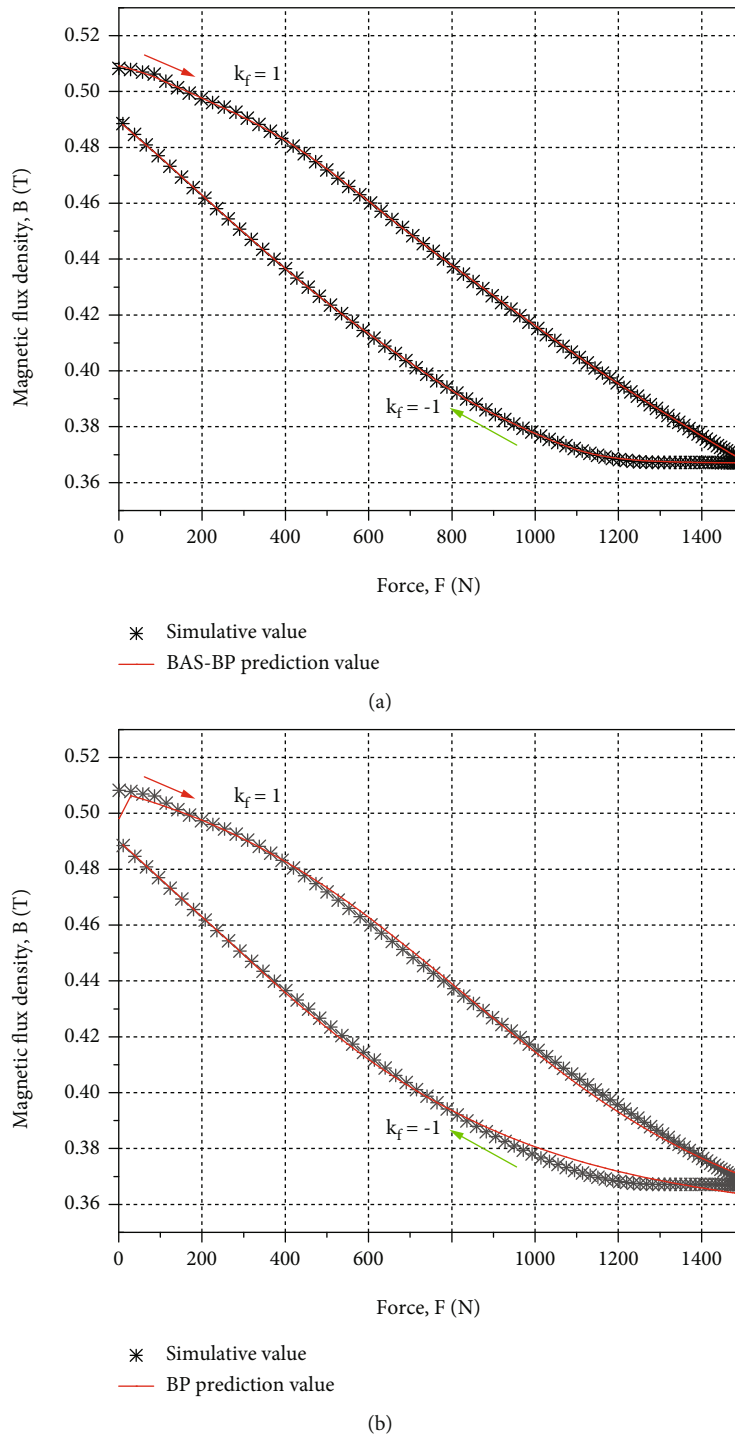 0.52
0.50
0.48
0.46
0.44
0.42
0.40
0.38
0.36
Magnetic flux density, B (T)
k_f = 1
k_f = -1
0 200 400 600 800 1000 1200 1400
Force, F (N)
Simulative value
BAS-BP prediction value
(a)
0.52
0.50
0.48
0.46
0.44
0.42
0.40
0.38
0.36
Magnetic flux density, B (T)
k_f = 1
k_f = -1
0 200 400 600 800 1000 1200 1400
Force, F (N)
Simulative value
BP prediction value
(b)